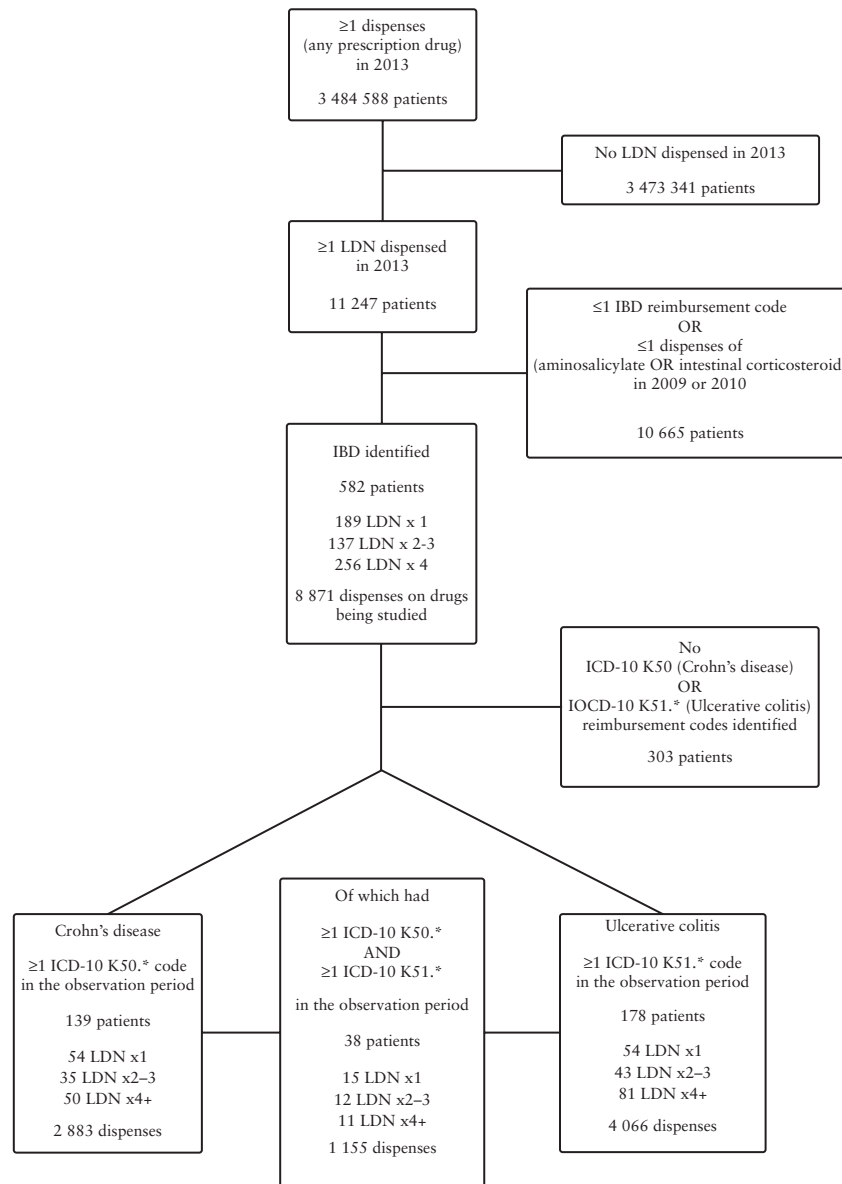 ≥1 dispenses
(any prescription drug)
in 2013
3 484 588 patients
No LDN dispensed in 2013
3 473 341 patients
≥1 LDN dispensed
in 2013
11 247 patients
≤1 IBD reimbursement code
OR
≤1 dispenses of
(aminosalicylate OR intestinal corticosteroid
in 2009 or 2010
10 665 patients
IBD identified
582 patients
189 LDN x 1
137 LDN x 2-3
256 LDN x 4
8 871 dispenses on drugs
being studied
No
ICD-10 K50 (Crohn's disease)
OR
IOCD-10 K51.* (Ulcerative colitis)
reimbursement codes identified
303 patients
Crohn's disease
≥1 ICD-10 K50.* code
in the observation period
139 patients
54 LDN x1
35 LDN x2–3
50 LDN x4+
2 883 dispenses
Of which had
≥1 ICD-10 K50.*
AND
≥1 ICD-10 K51.*
in the observation period
38 patients
15 LDN x1
12 LDN x2–3
11 LDN x4+
1 155 dispenses
Ulcerative colitis
≥1 ICD-10 K51.* code
in the observation period
178 patients
54 LDN x1
43 LDN x2–3
81 LDN x4+
4 066 dispenses